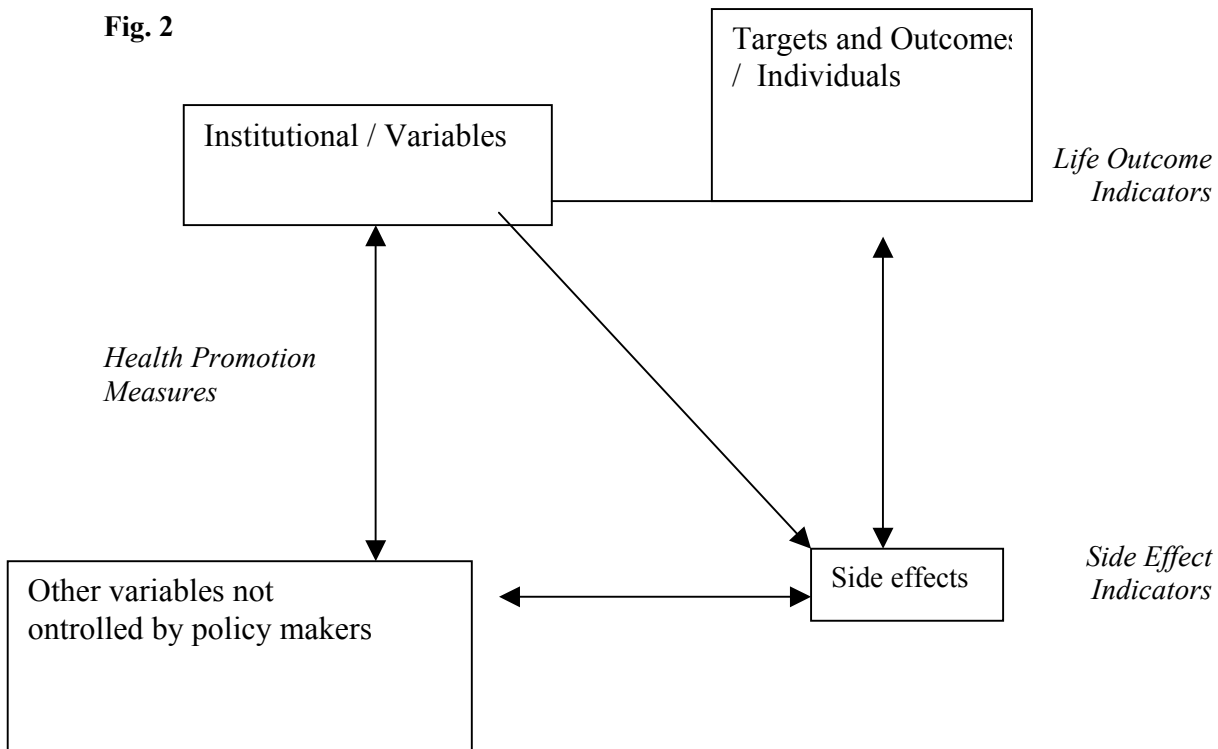 Fig. 2
Targets and Outcomes
/ Individuals
Institutional / Variables
Life Outcome
Indicators
Health Promotion
Measures
Other variables not
ontrolled by policy makers
Side effects
Side Effect
Indicators